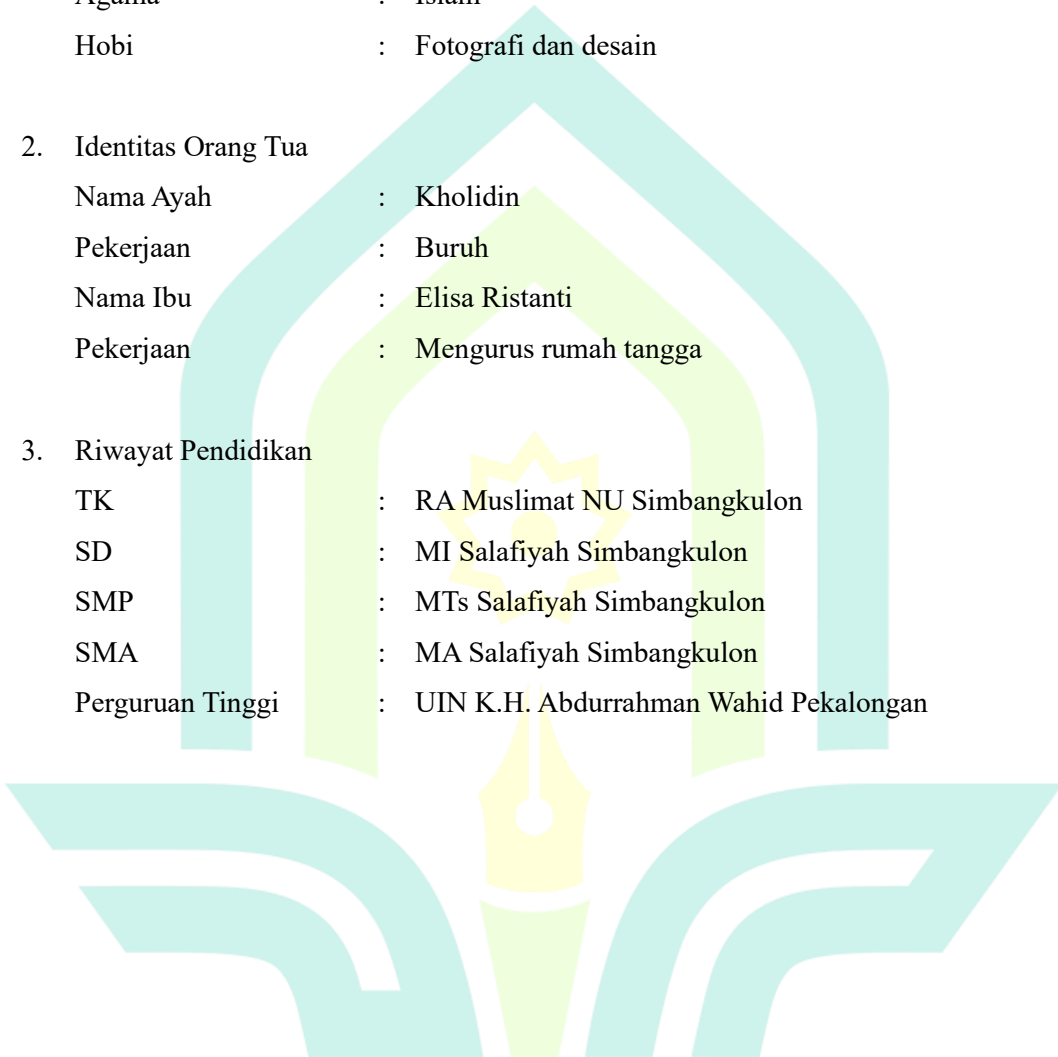 Agama : Islam
Hobi : Fotografi dan desain
2. Identitas Orang Tua
Nama Ayah : Kholidin
Pekerjaan : Buruh
Nama Ibu : Elisa Ristanti
Pekerjaan : Mengurus rumah tangga
3. Riwayat Pendidikan
TK : RA Muslimat NU Simbangkulon
SD : MI Salafiyah Simbangkulon
SMP : MTs Salafiyah Simbangkulon
SMA : MA Salafiyah Simbangkulon
Perguruan Tinggi : UIN K.H. Abdurrahman Wahid Pekalongan